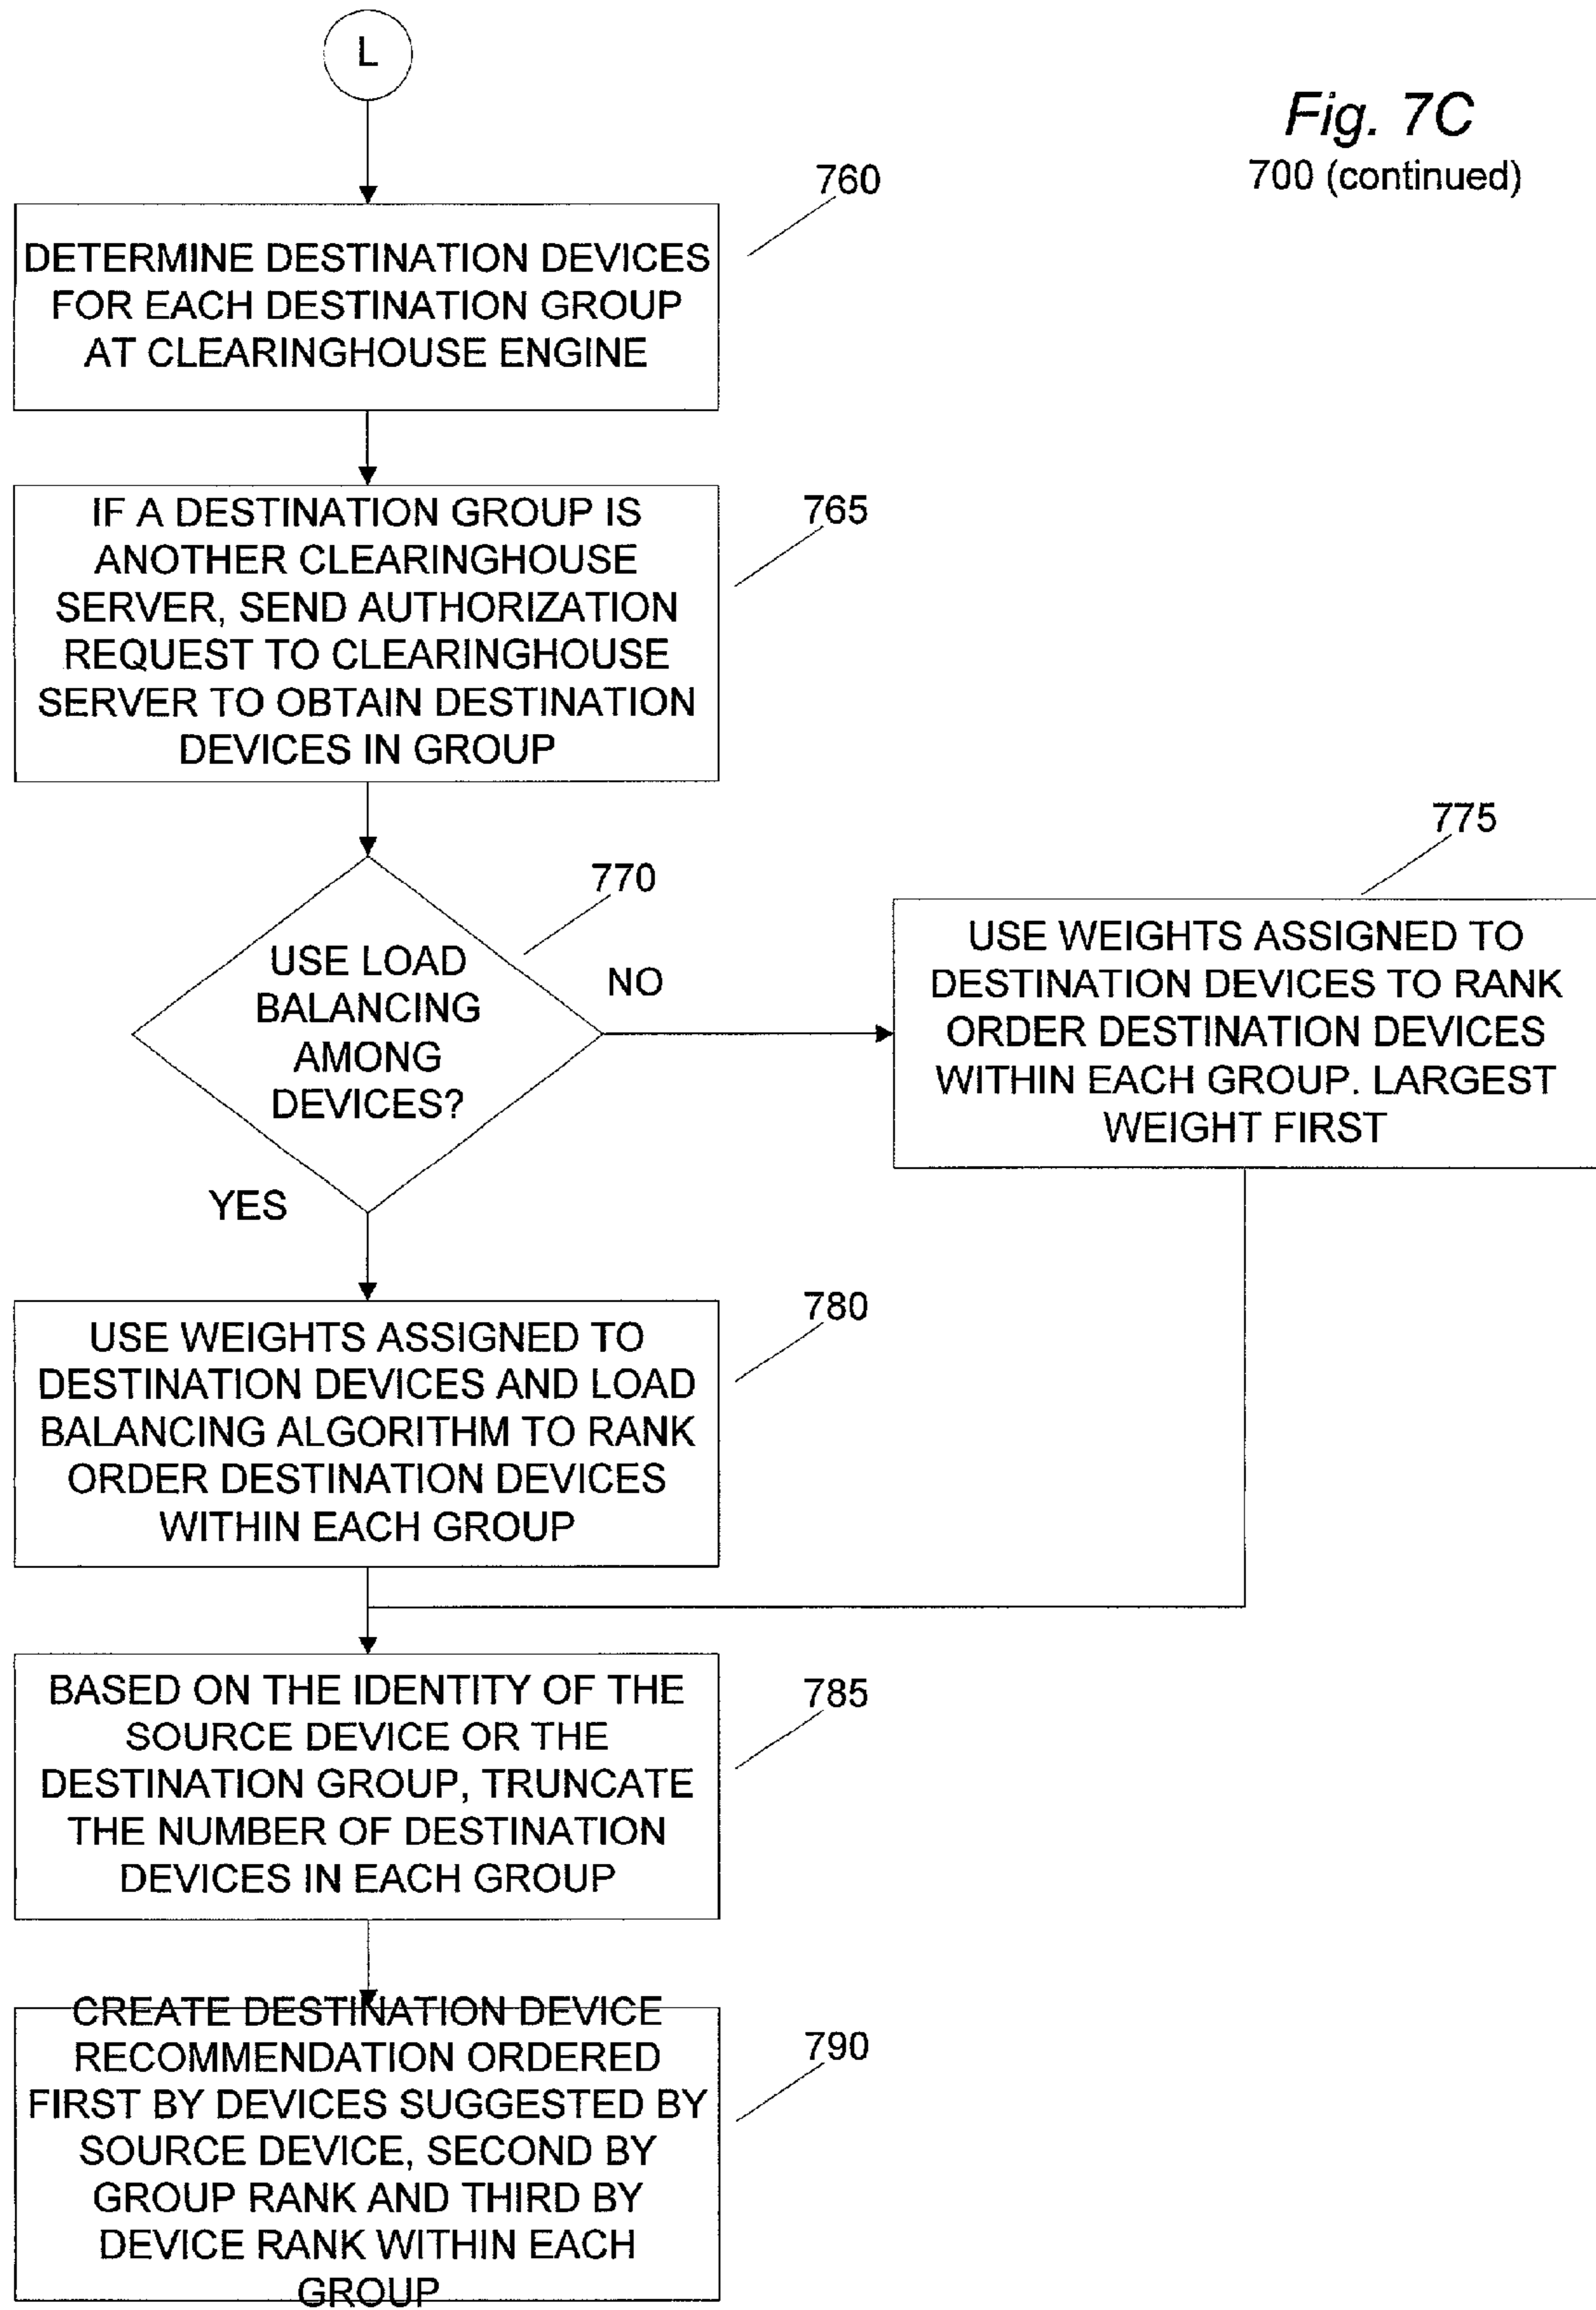 L
Fig. 7C
700 (continued)
760
DETERMINE DESTINATION DEVICES
FOR EACH DESTINATION GROUP
AT CLEARINGHOUSE ENGINE
765
IF A DESTINATION GROUP IS
ANOTHER CLEARINGHOUSE
SERVER, SEND AUTHORIZATION
REQUEST TO CLEARINGHOUSE
SERVER TO OBTAIN DESTINATION
DEVICES IN GROUP
770
USE LOAD
BALANCING
AMONG
DEVICES?
NO
YES
775
USE WEIGHTS ASSIGNED TO
DESTINATION DEVICES TO RANK
ORDER DESTINATION DEVICES
WITHIN EACH GROUP. LARGEST
WEIGHT FIRST
780
USE WEIGHTS ASSIGNED TO
DESTINATION DEVICES AND LOAD
BALANCING ALGORITHM TO RANK
ORDER DESTINATION DEVICES
WITHIN EACH GROUP
785
BASED ON THE IDENTITY OF THE
SOURCE DEVICE OR THE
DESTINATION GROUP, TRUNCATE
THE NUMBER OF DESTINATION
DEVICES IN EACH GROUP
790
CREATE DESTINATION DEVICE
RECOMMENDATION ORDERED
FIRST BY DEVICES SUGGESTED BY
SOURCE DEVICE, SECOND BY
GROUP RANK AND THIRD BY
DEVICE RANK WITHIN EACH
GROUP